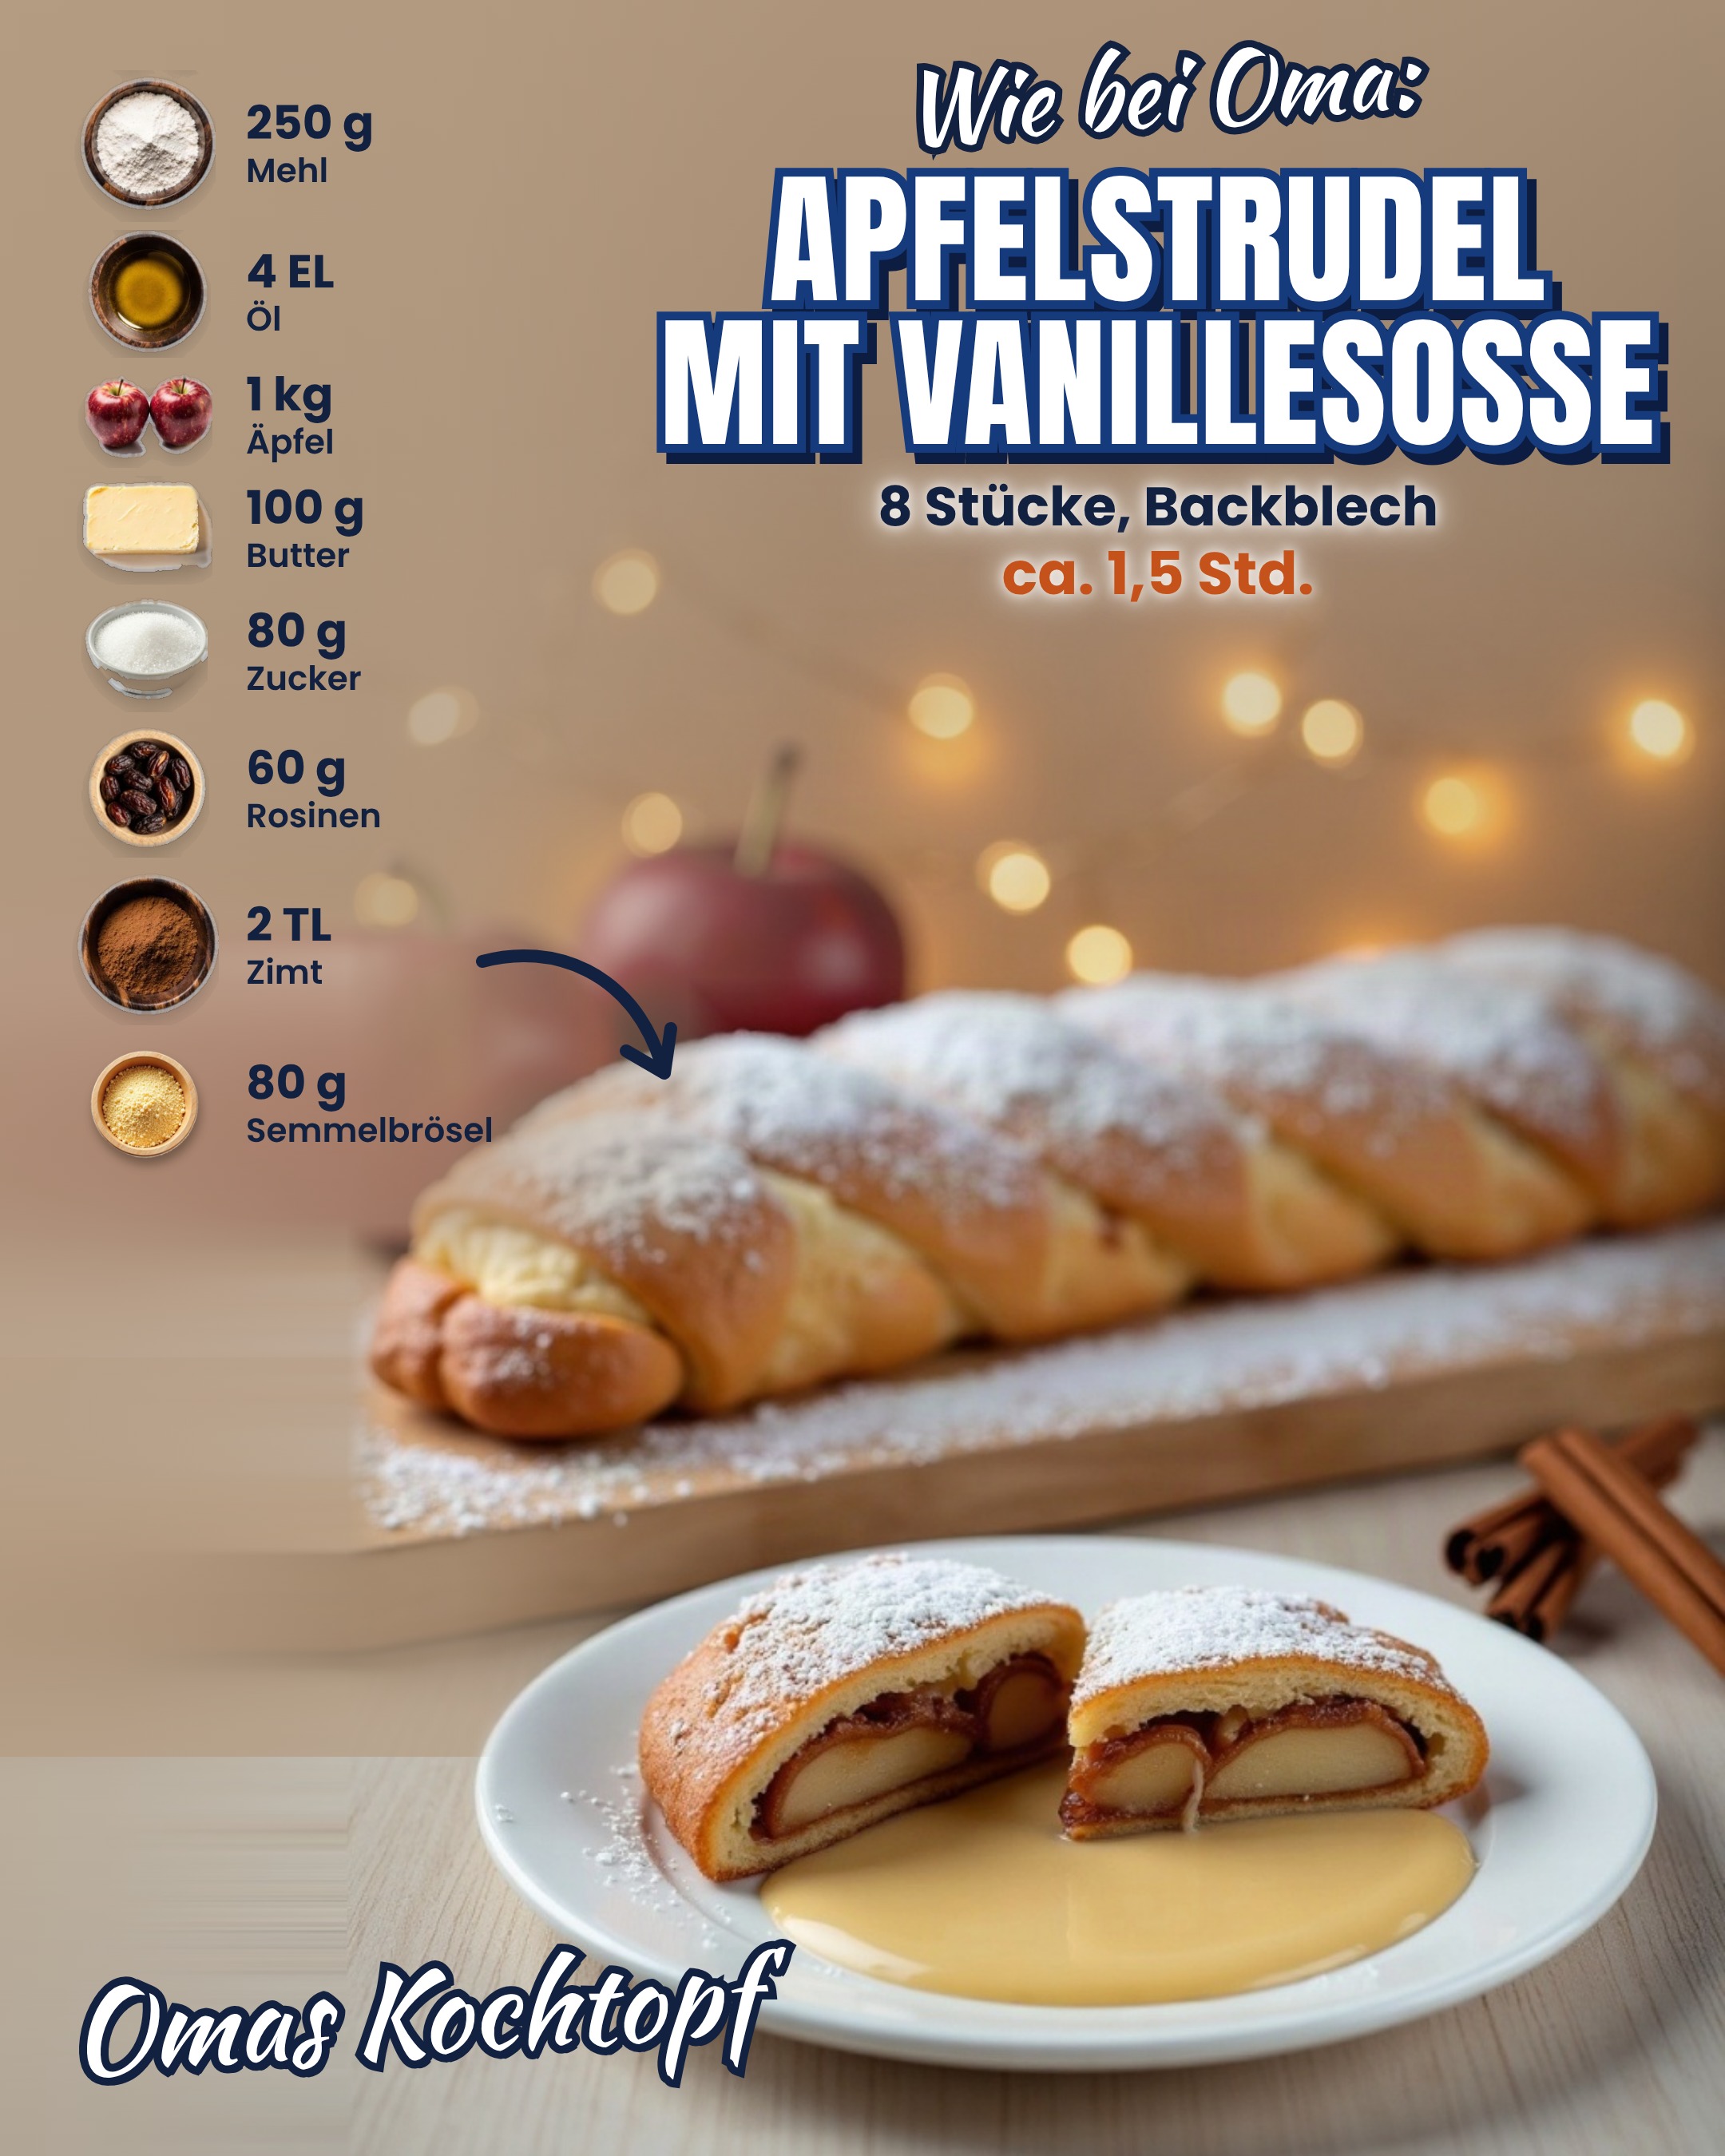 Wie bei Oma:
APFELSTRUDEL
MIT VANILLESOSSE
8 Stücke, Backblech
ca. 1,5 Std.
250 g
Mehl
4 EL
Öl
1 kg
Äpfel
100 g
Butter
80 g
Zucker
60 g
Rosinen
2 TL
Zimt
80 g
Semmelbrösel
Omas Kochtopf